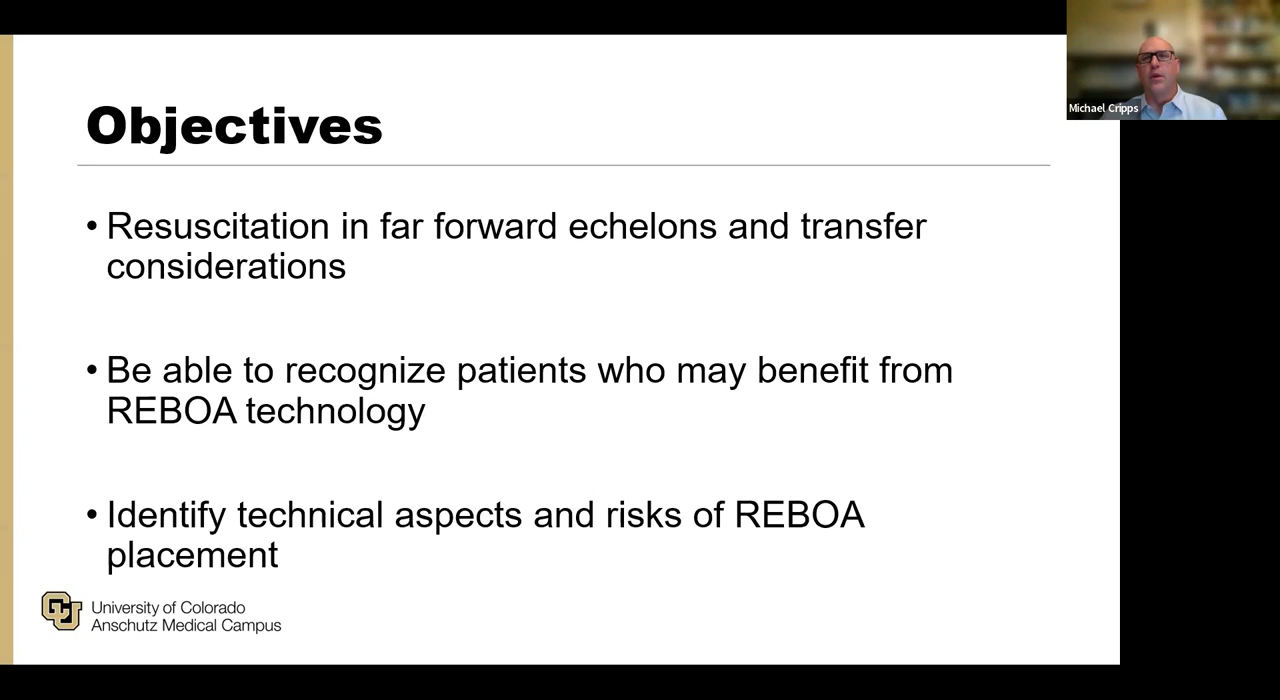 Michael Cripps
Objectives
• Resuscitation in far forward echelons and transfer
considerations
• Be able to recognize patients who may benefit from
REBOA technology
• Identify technical aspects and risks of REBOA
placement
CU
University of Colorado
Anschutz Medical Campus